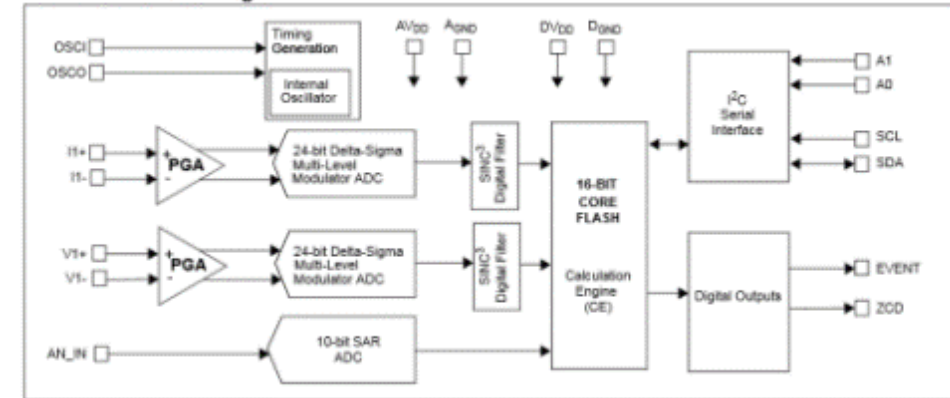 OSCI
OSCO
Timing
Generation
Internal
Oscillator
AVDD
AGND
DVDD
DGND
I1+
I1-
+
-
PGA
24-bit Delta-Sigma
Multi-Level
Modulator ADC
SINC3
Digital Filter
V1+
V1-
+
-
PGA
24-bit Delta-Sigma
Multi-Level
Modulator ADC
SINC3
Digital Filter
AN_IN
10-bit SAR
ADC
16-BIT
CORE
FLASH
Calculation
Engine
(CE)
I2C
Serial
Interface
A1
A0
SCL
SDA
Digital Outputs
EVENT
ZCD